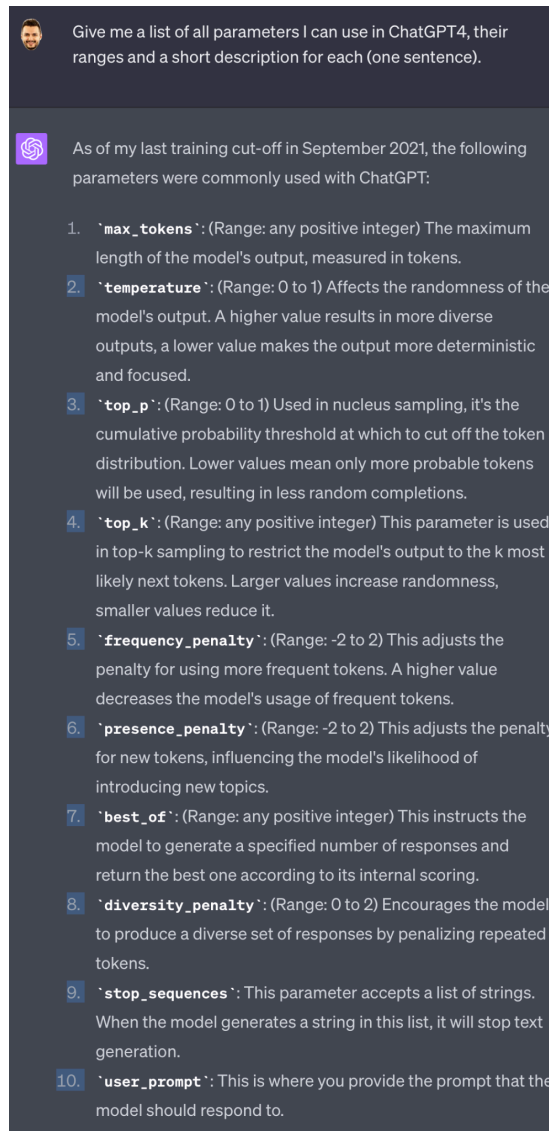 Give me a list of all parameters I can use in ChatGPT4, their
ranges and a short description for each (one sentence).
As of my last training cut-off in September 2021, the following
parameters were commonly used with ChatGPT:
1. `max_tokens`: (Range: any positive integer) The maximum
length of the model's output, measured in tokens.
2. `temperature`: (Range: 0 to 1) Affects the randomness of the
model's output. A higher value results in more diverse
outputs, a lower value makes the output more deterministic
and focused.
3. `top_p`: (Range: 0 to 1) Used in nucleus sampling, it's the
cumulative probability threshold at which to cut off the token
distribution. Lower values mean only more probable tokens
will be used, resulting in less random completions.
4. `top_k`: (Range: any positive integer) This parameter is used
in top-k sampling to restrict the model's output to the k most
likely next tokens. Larger values increase randomness,
smaller values reduce it.
5. `frequency_penalty`: (Range: -2 to 2) This adjusts the
penalty for using more frequent tokens. A higher value
decreases the model's usage of frequent tokens.
6. `presence_penalty`: (Range: -2 to 2) This adjusts the penalty
for new tokens, influencing the model's likelihood of
introducing new topics.
7. `best_of`: (Range: any positive integer) This instructs the
model to generate a specified number of responses and
return the best one according to its internal scoring.
8. `diversity_penalty`: (Range: 0 to 2) Encourages the model
to produce a diverse set of responses by penalizing repeated
tokens.
9. `stop_sequences`: This parameter accepts a list of strings.
When the model generates a string in this list, it will stop text
generation.
10. `user_prompt`: This is where you provide the prompt that the
model should respond to.